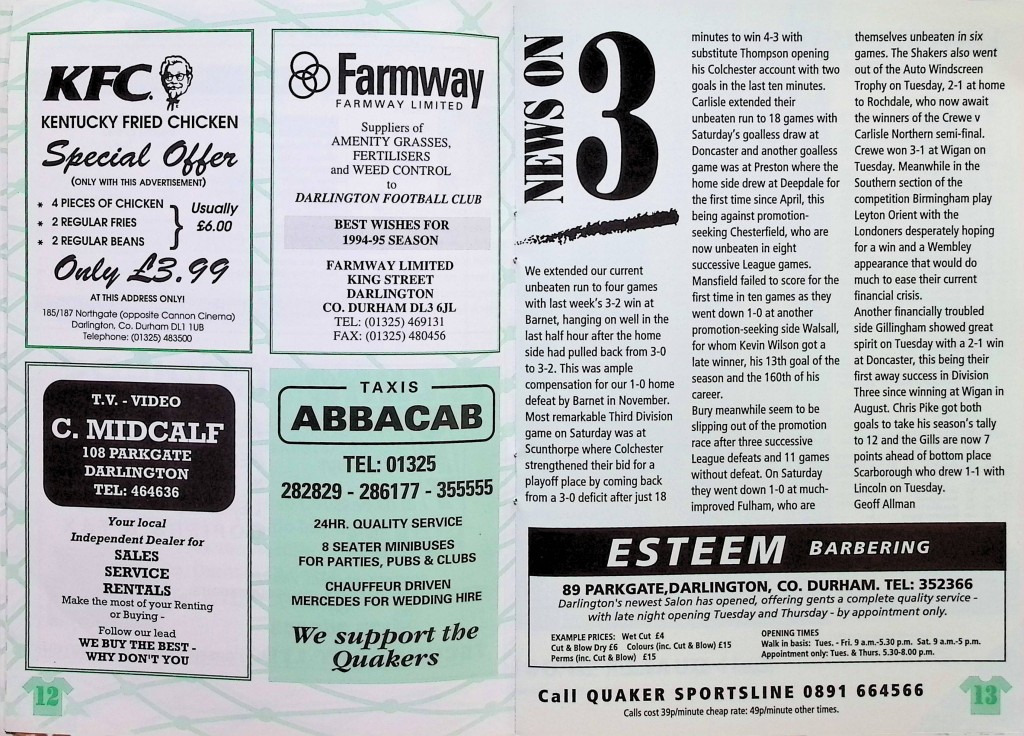 KFC
KENTUCKY FRIED CHICKEN
Special Offer
(ONLY WITH THIS ADVERTISEMENT)
* 4 PIECES OF CHICKEN
* 2 REGULAR FRIES
* 2 REGULAR BEANS
Usually
£6.00
Only £3.99
AT THIS ADDRESS ONLY!
185/187 Northgate (opposite Cannon Cinema)
Darlington, Co. Durham DL1 1UB
Telephone: (01325) 483500
Farmway
FARMWAY LIMITED
Suppliers of
AMENITY GRASSES,
FERTILISERS
and WEED CONTROL
to
DARLINGTON FOOTBALL CLUB
BEST WISHES FOR
1994-95 SEASON
FARMWAY LIMITED
KING STREET
DARLINGTON
CO. DURHAM DL3 6JL
TEL: (01325) 469131
FAX: (01325) 480456
T.V. - VIDEO
C. MIDCALF
108 PARKGATE
DARLINGTON
TEL: 464636
Your local
Independent Dealer for
SALES
SERVICE
RENTALS
Make the most of your Renting
or Buying -
Follow our lead
WE BUY THE BEST -
WHY DON'T YOU
TAXIS
ABBACAB
TEL: 01325
282829 - 286177 - 355555
24HR. QUALITY SERVICE
8 SEATER MINIBUSES
FOR PARTIES, PUBS & CLUBS
CHAUFFEUR DRIVEN
MERCEDES FOR WEDDING HIRE
We support the
Quakers
12
NEWS ON
3
We extended our current
unbeaten run to four games
with last week's 3-2 win at
Barnet, hanging on well in the
last half hour after the home
side had pulled back from 3-0
to 3-2. This was ample
compensation for our 1-0 home
defeat by Barnet in November.
Most remarkable Third Division
game on Saturday was at
Scunthorpe where Colchester
strengthened their bid for a
playoff place by coming back
from a 3-0 deficit after just 18
minutes to win 4-3 with
substitute Thompson opening
his Colchester account with two
goals in the last ten minutes.
Carlisle extended their
unbeaten run to 18 games with
Saturday's goalless draw at
Doncaster and another goalless
game was at Preston where the
home side drew at Deepdale for
the first time since April, this
being against promotion-
seeking Chesterfield, who are
now unbeaten in eight
successive League games.
Mansfield failed to score for the
first time in ten games as they
went down 1-0 at another
promotion-seeking side Walsall,
for whom Kevin Wilson got a
late winner, his 13th goal of the
season and the 160th of his
career.
Bury meanwhile seem to be
slipping out of the promotion
race after three successive
League defeats and 11 games
without defeat. On Saturday
they went down 1-0 at much-
improved Fulham, who are
themselves unbeaten in six
games. The Shakers also went
out of the Auto Windscreen
Trophy on Tuesday, 2-1 at home
to Rochdale, who now await
the winners of the Crewe v
Carlisle Northern semi-final.
Crewe won 3-1 at Wigan on
Tuesday. Meanwhile in the
Southern section of the
competition Birmingham play
Leyton Orient with the
Londoners desperately hoping
for a win and a Wembley
appearance that would do
much to ease their current
financial crisis.
Another financially troubled
side Gillingham showed great
spirit on Tuesday with a 2-1 win
at Doncaster, this being their
first away success in Division
Three since winning at Wigan in
August. Chris Pike got both
goals to take his season's tally
to 12 and the Gills are now 7
points ahead of bottom place
Scarborough who drew 1-1 with
Lincoln on Tuesday.
Geoff Allman
ESTEEM BARBERING
89 PARKGATE,DARLINGTON, CO. DURHAM. TEL: 352366
Darlington's newest Salon has opened, offering gents a complete quality service -
with late night opening Tuesday and Thursday - by appointment only.
EXAMPLE PRICES: Wet Cut £4
Cut & Blow Dry £6 Colours (inc. Cut & Blow) £15
Perms (inc. Cut & Blow) £15
OPENING TIMES
Walk in basis: Tues. - Fri. 9 a.m.-5.30 p.m. Sat. 9 a.m.-5 p.m.
Appointment only: Tues. & Thurs. 5.30-8.00 p.m.
Call QUAKER SPORTSLINE 0891 664566
Calls cost 39p/minute cheap rate: 49p/minute other times.
13